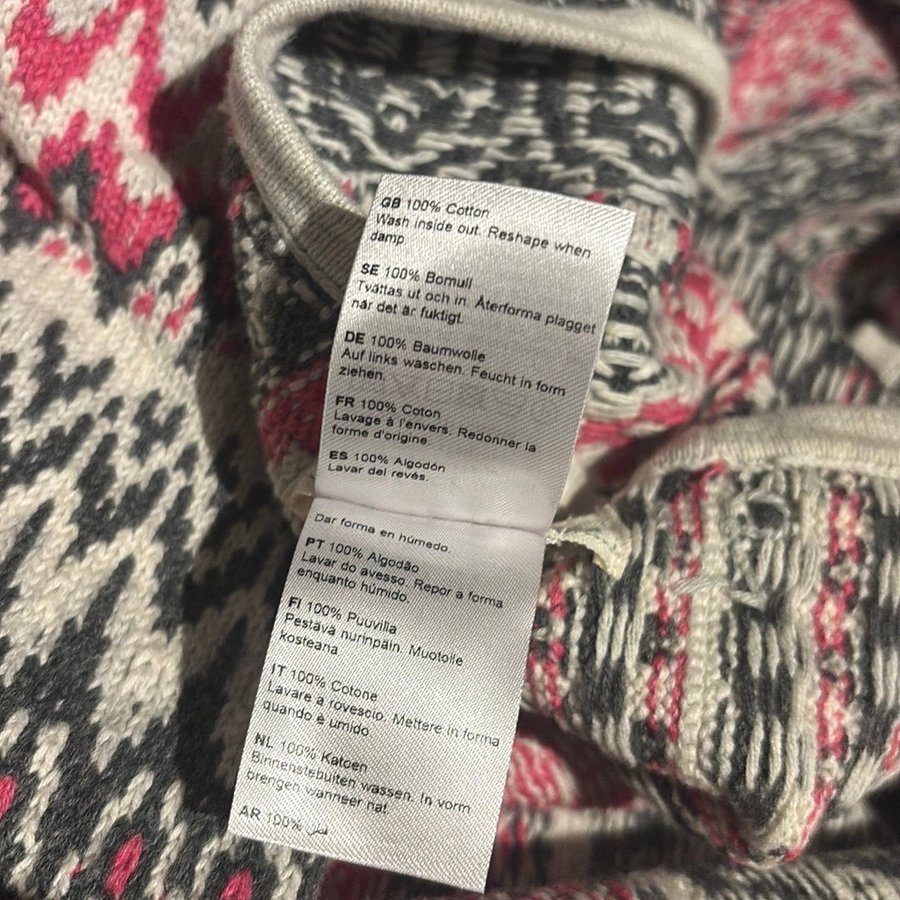 GB 100% Cotton
Wash inside out. Reshape when
damp.
SE 100% Bomull
Tvättas ut och in. Återforma plagget
när det är fuktigt.
DE 100% Baumwolle
Auf links waschen. Feucht in form
ziehen.
FR 100% Coton
Lavage à l'envers. Redonner la
forme d'origine.
ES 100% Algodón
Lavar del revés.
Dar forma en húmedo.
PT 100% Algodão
Lavar do avesso. Repor a forma
enquanto húmido.
FI 100% Puuvilla
Pestävä nurinpäin. Muotoile
kosteana
IT 100% Cotone
Lavare a rovescio. Mettere in forma
quando è umido
NL 100% Katoen
Binnenstebuiten wassen. In vorm
brengen wanneer nat.
AR 100% قطن